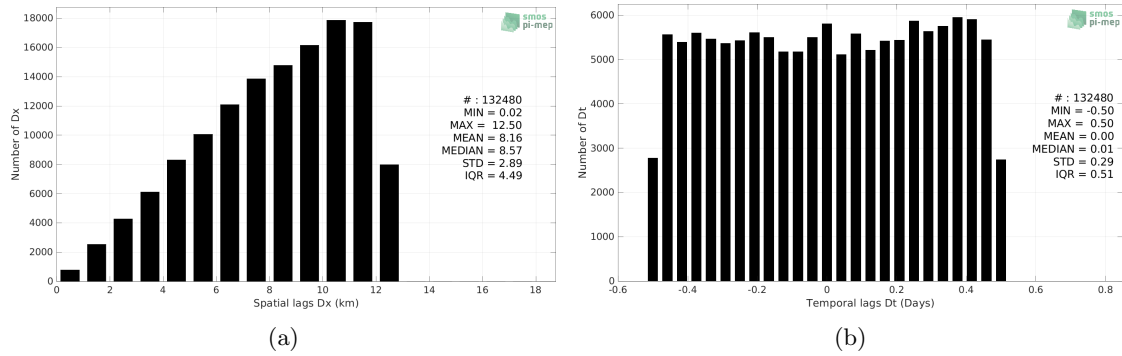 18000
16000
14000
12000
10000
8000
6000
4000
2000
0
Number of Dx
0 2 4 6 8 10 12 14 16 18
Spatial lags Dx (km)
smos
pi-mep
# : 132480
MIN = 0.02
MAX = 12.50
MEAN = 8.16
MEDIAN = 8.57
STD = 2.89
IQR = 4.49
(a)
6000
5000
4000
3000
2000
1000
0
Number of Dt
-0.6 -0.4 -0.2 0 0.2 0.4 0.6 0.8
Temporal lags Dt (Days)
smos
pi-mep
# : 132480
MIN = -0.50
MAX = 0.50
MEAN = 0.00
MEDIAN = 0.01
STD = 0.29
IQR = 0.51
(b)